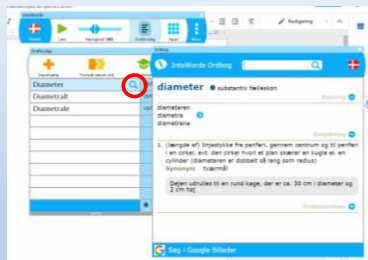 IntoWords
Læs
Redigering
Ordforslag
Diameter
Diametralt
Diametrale
Ordbog
IntoWords Ordbog
diameter substantiv fælleskøn
Bøjning
diameteren
diametre
diametrene
Betydning
1. (længde af) linjestykke fra periferi, gennem centrum og til periferi
i en cirkel, evt. den cirkel hvori et plan skærer en kugle el. en
cylinder (diameteren er dobbelt så lang som radius)
Synonym tværmål
Dejen udrulles til en rund kage, der er ca. 30 cm i diameter og
2 cm høj
Søg i Google Billeder